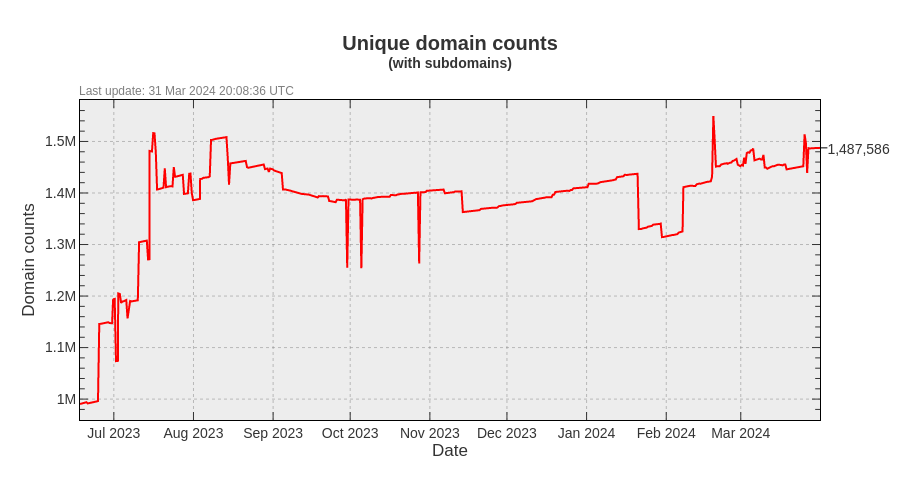 Unique domain counts
(with subdomains)
Last update: 31 Mar 2024 20:08:36 UTC
1.5M
1,487,586
1.4M
1.3M
1.2M
1.1M
1M
Domain counts
Jul 2023 Aug 2023 Sep 2023 Oct 2023 Nov 2023 Dec 2023 Jan 2024 Feb 2024 Mar 2024
Date